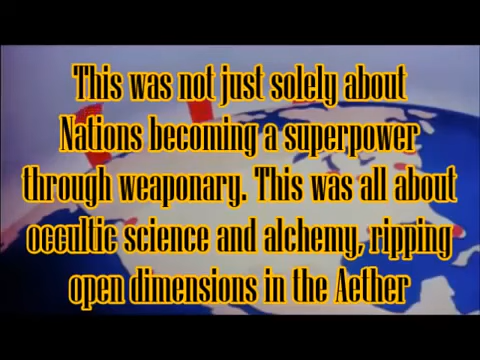 This was not just solely about
Nations becoming a superpower
through weaponary. This was all about
occultic science and alchemy, ripping
open dimensions in the Aether